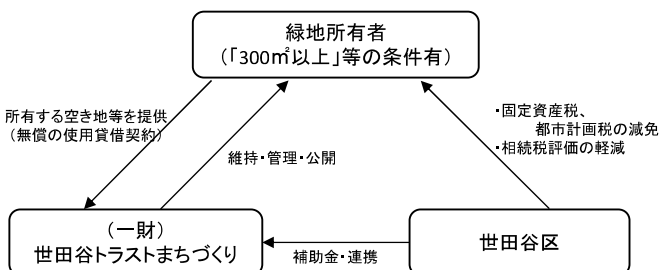 緑地所有者
（「300㎡以上」等の条件有）
所有する空き地等を提供
（無償の使用貸借契約）
・固定資産税、
都市計画税の減免
・相続税評価の軽減
維持・管理・公開
（一財）
世田谷トラストまちづくり
補助金・連携
世田谷区